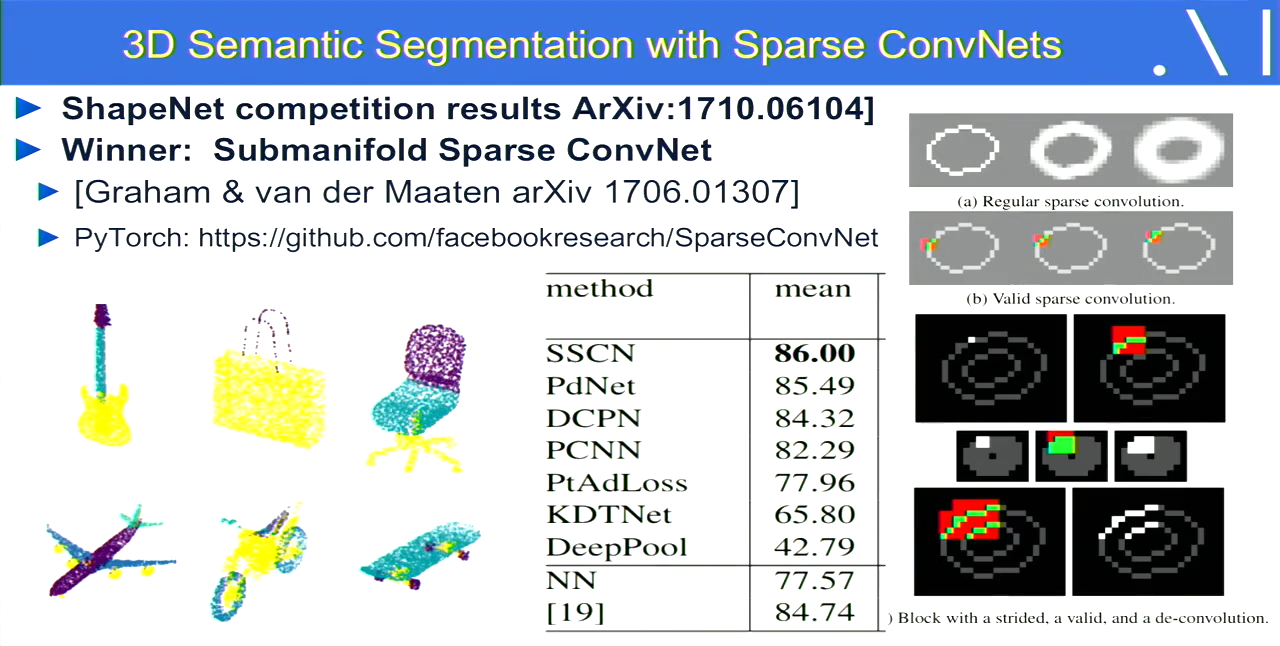 3D Semantic Segmentation with Sparse ConvNets
ShapeNet competition results ArXiv:1710.06104]
Winner: Submanifold Sparse ConvNet
[Graham & van der Maaten arXiv 1706.01307]
PyTorch: https://github.com/facebookresearch/SparseConvNet
method mean
SSCN 86.00
PdNet 85.49
DCPN 84.32
PCNN 82.29
PtAdLoss 77.96
KDTNet 65.80
DeepPool 42.79
NN 77.57
[19] 84.74
(a) Regular sparse convolution.
(b) Valid sparse convolution.
) Block with a strided, a valid, and a de-convolution.